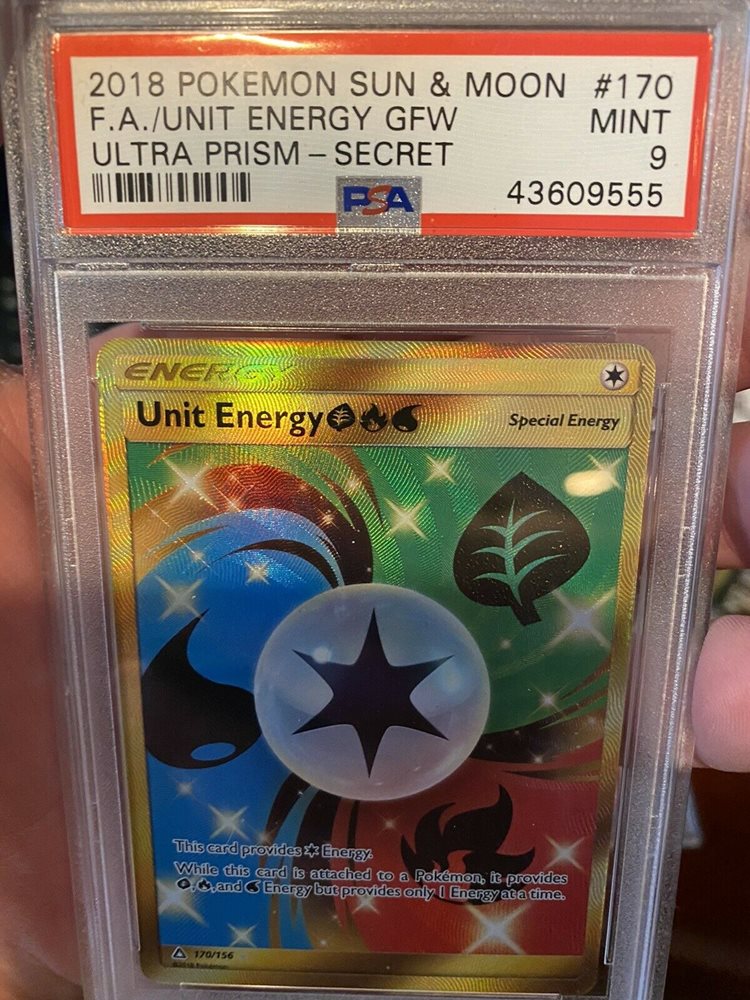 2018 POKEMON SUN & MOON #170
F.A./UNIT ENERGY GFW MINT
ULTRA PRISM – SECRET 9
PSA 43609555
ENERGY
Unit Energy Special Energy
This card provides Energy.
While this card is attached to a Pokémon, it provides
, , and Energy but provides only 1 Energy at a time.
170/156
©2018 Pokémon